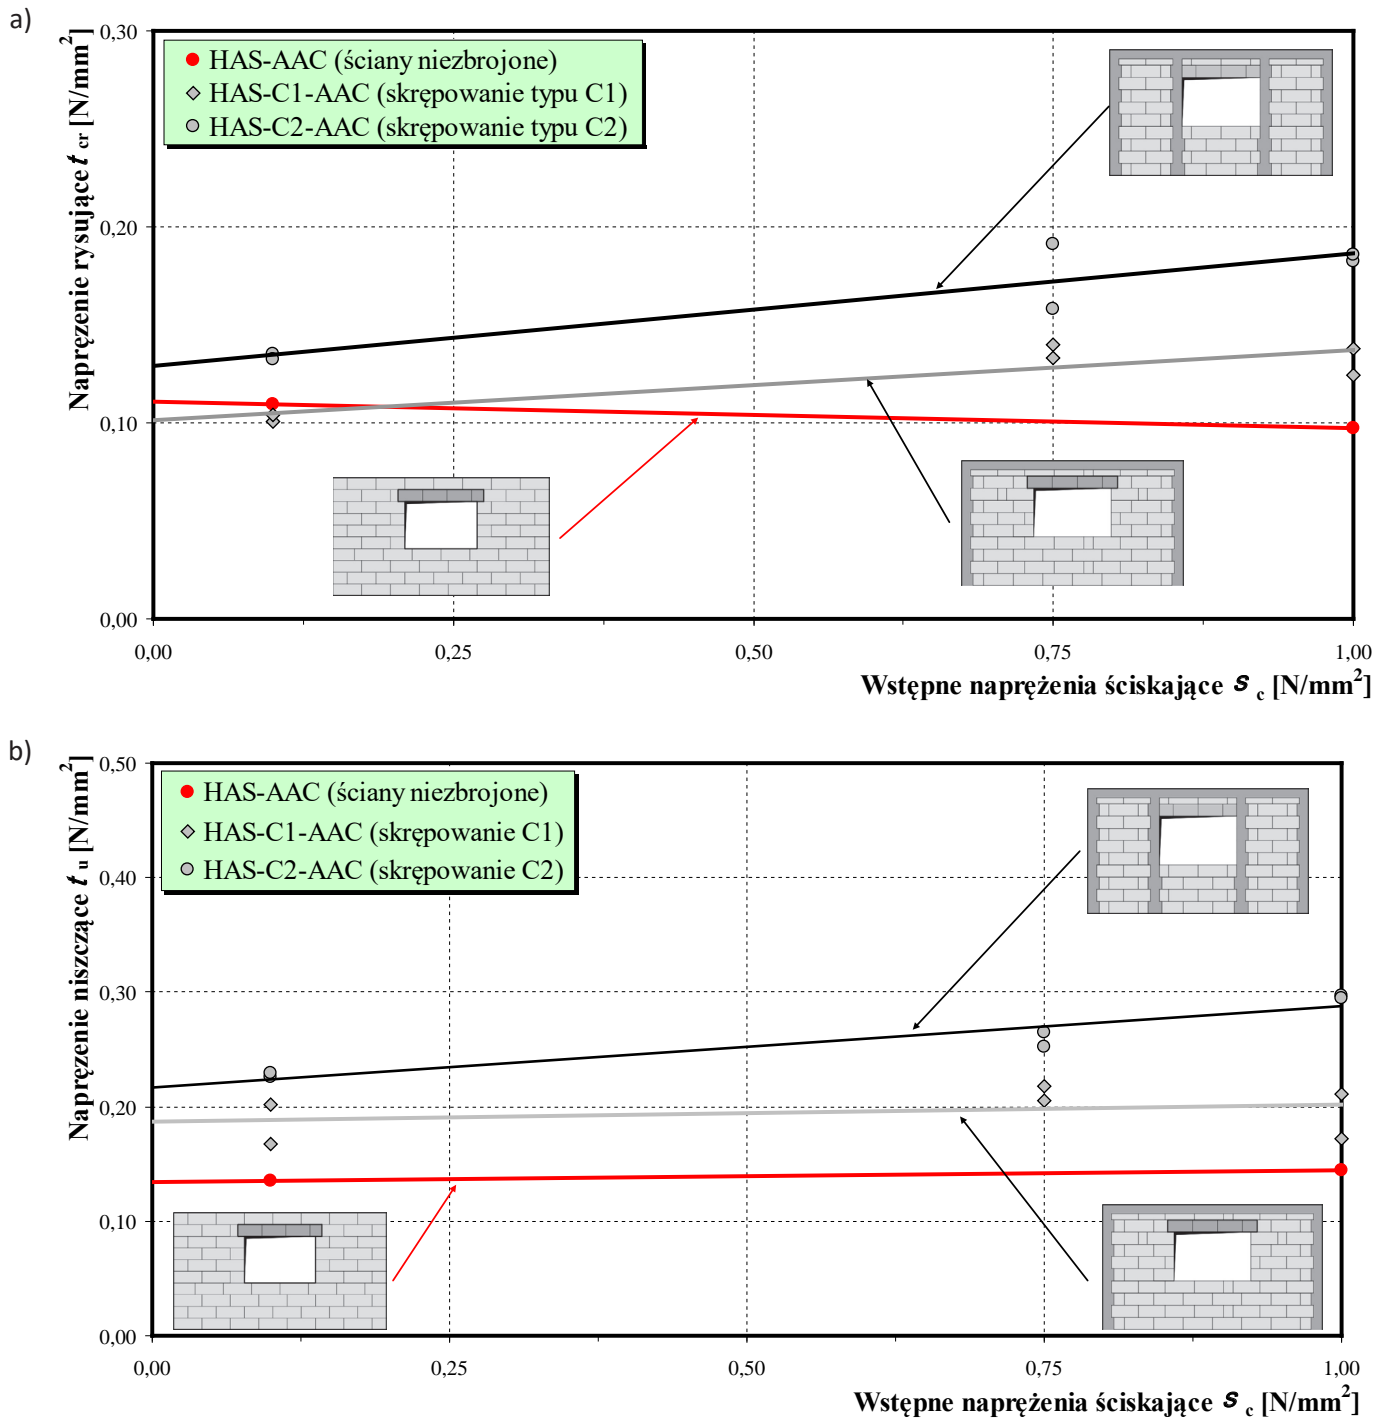 a)
Naprężenie rysujące t cr [N/mm2]
0,30
0,20
0,10
0,00
HAS-AAC (ściany niezbrojone)
HAS-C1-AAC (skrępowanie typu C1)
HAS-C2-AAC (skrępowanie typu C2)
0,00 0,25 0,50 0,75 1,00
Wstępne naprężenia ściskające s c [N/mm2]
b)
Naprężenie niszczące t u [N/mm2]
0,50
0,40
0,30
0,20
0,10
0,00
HAS-AAC (ściany niezbrojone)
HAS-C1-AAC (skrępowanie C1)
HAS-C2-AAC (skrępowanie C2)
0,00 0,25 0,50 0,75 1,00
Wstępne naprężenia ściskające s c [N/mm2]